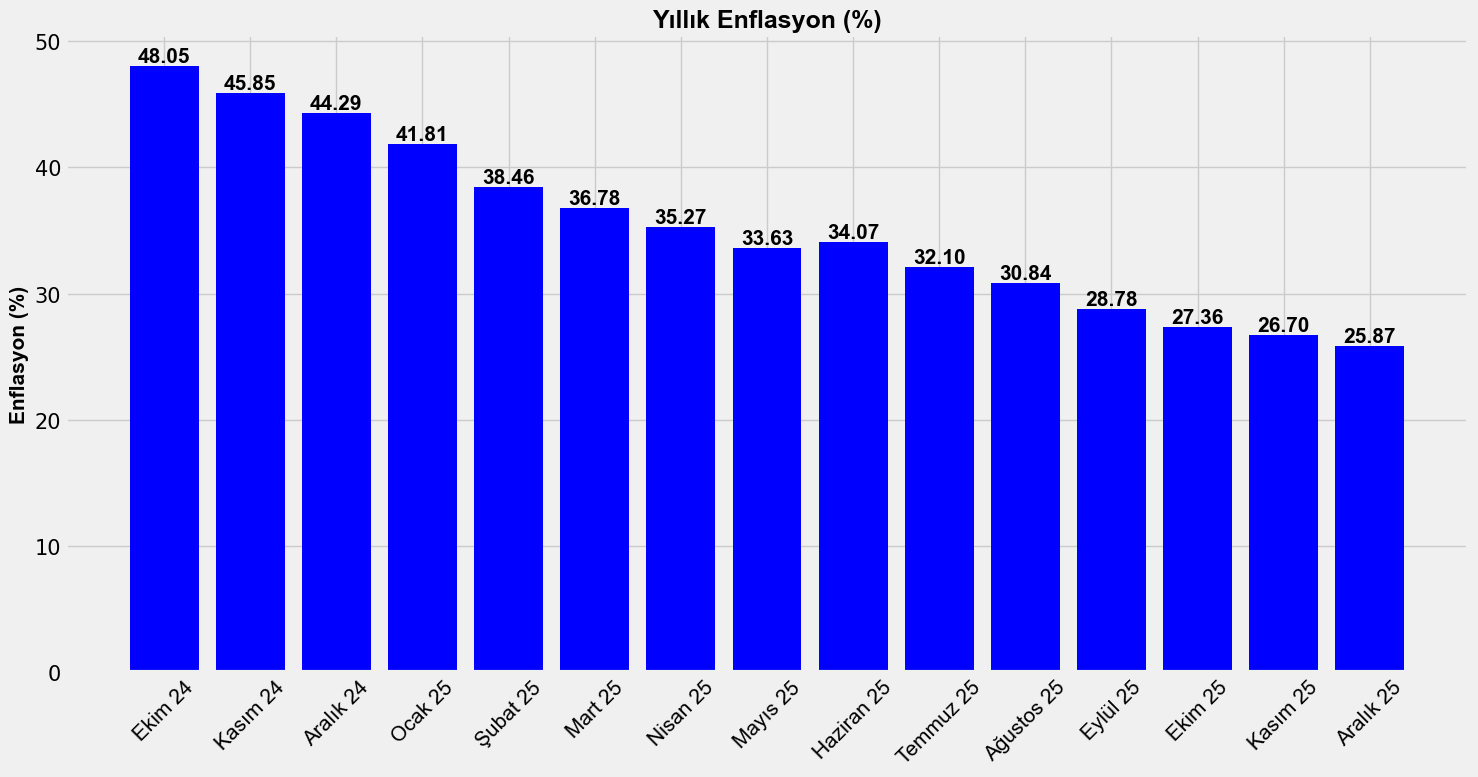 Yıllık Enflasyon (%)
Enflasyon (%)
50
40
30
20
10
0
48.05
45.85
44.29
41.81
38.46
36.78
35.27
33.63
34.07
32.10
30.84
28.78
27.36
26.70
25.87
Ekim 24
Kasım 24
Aralık 24
Ocak 25
Şubat 25
Mart 25
Nisan 25
Mayıs 25
Haziran 25
Temmuz 25
Ağustos 25
Eylül 25
Ekim 25
Kasım 25
Aralık 25